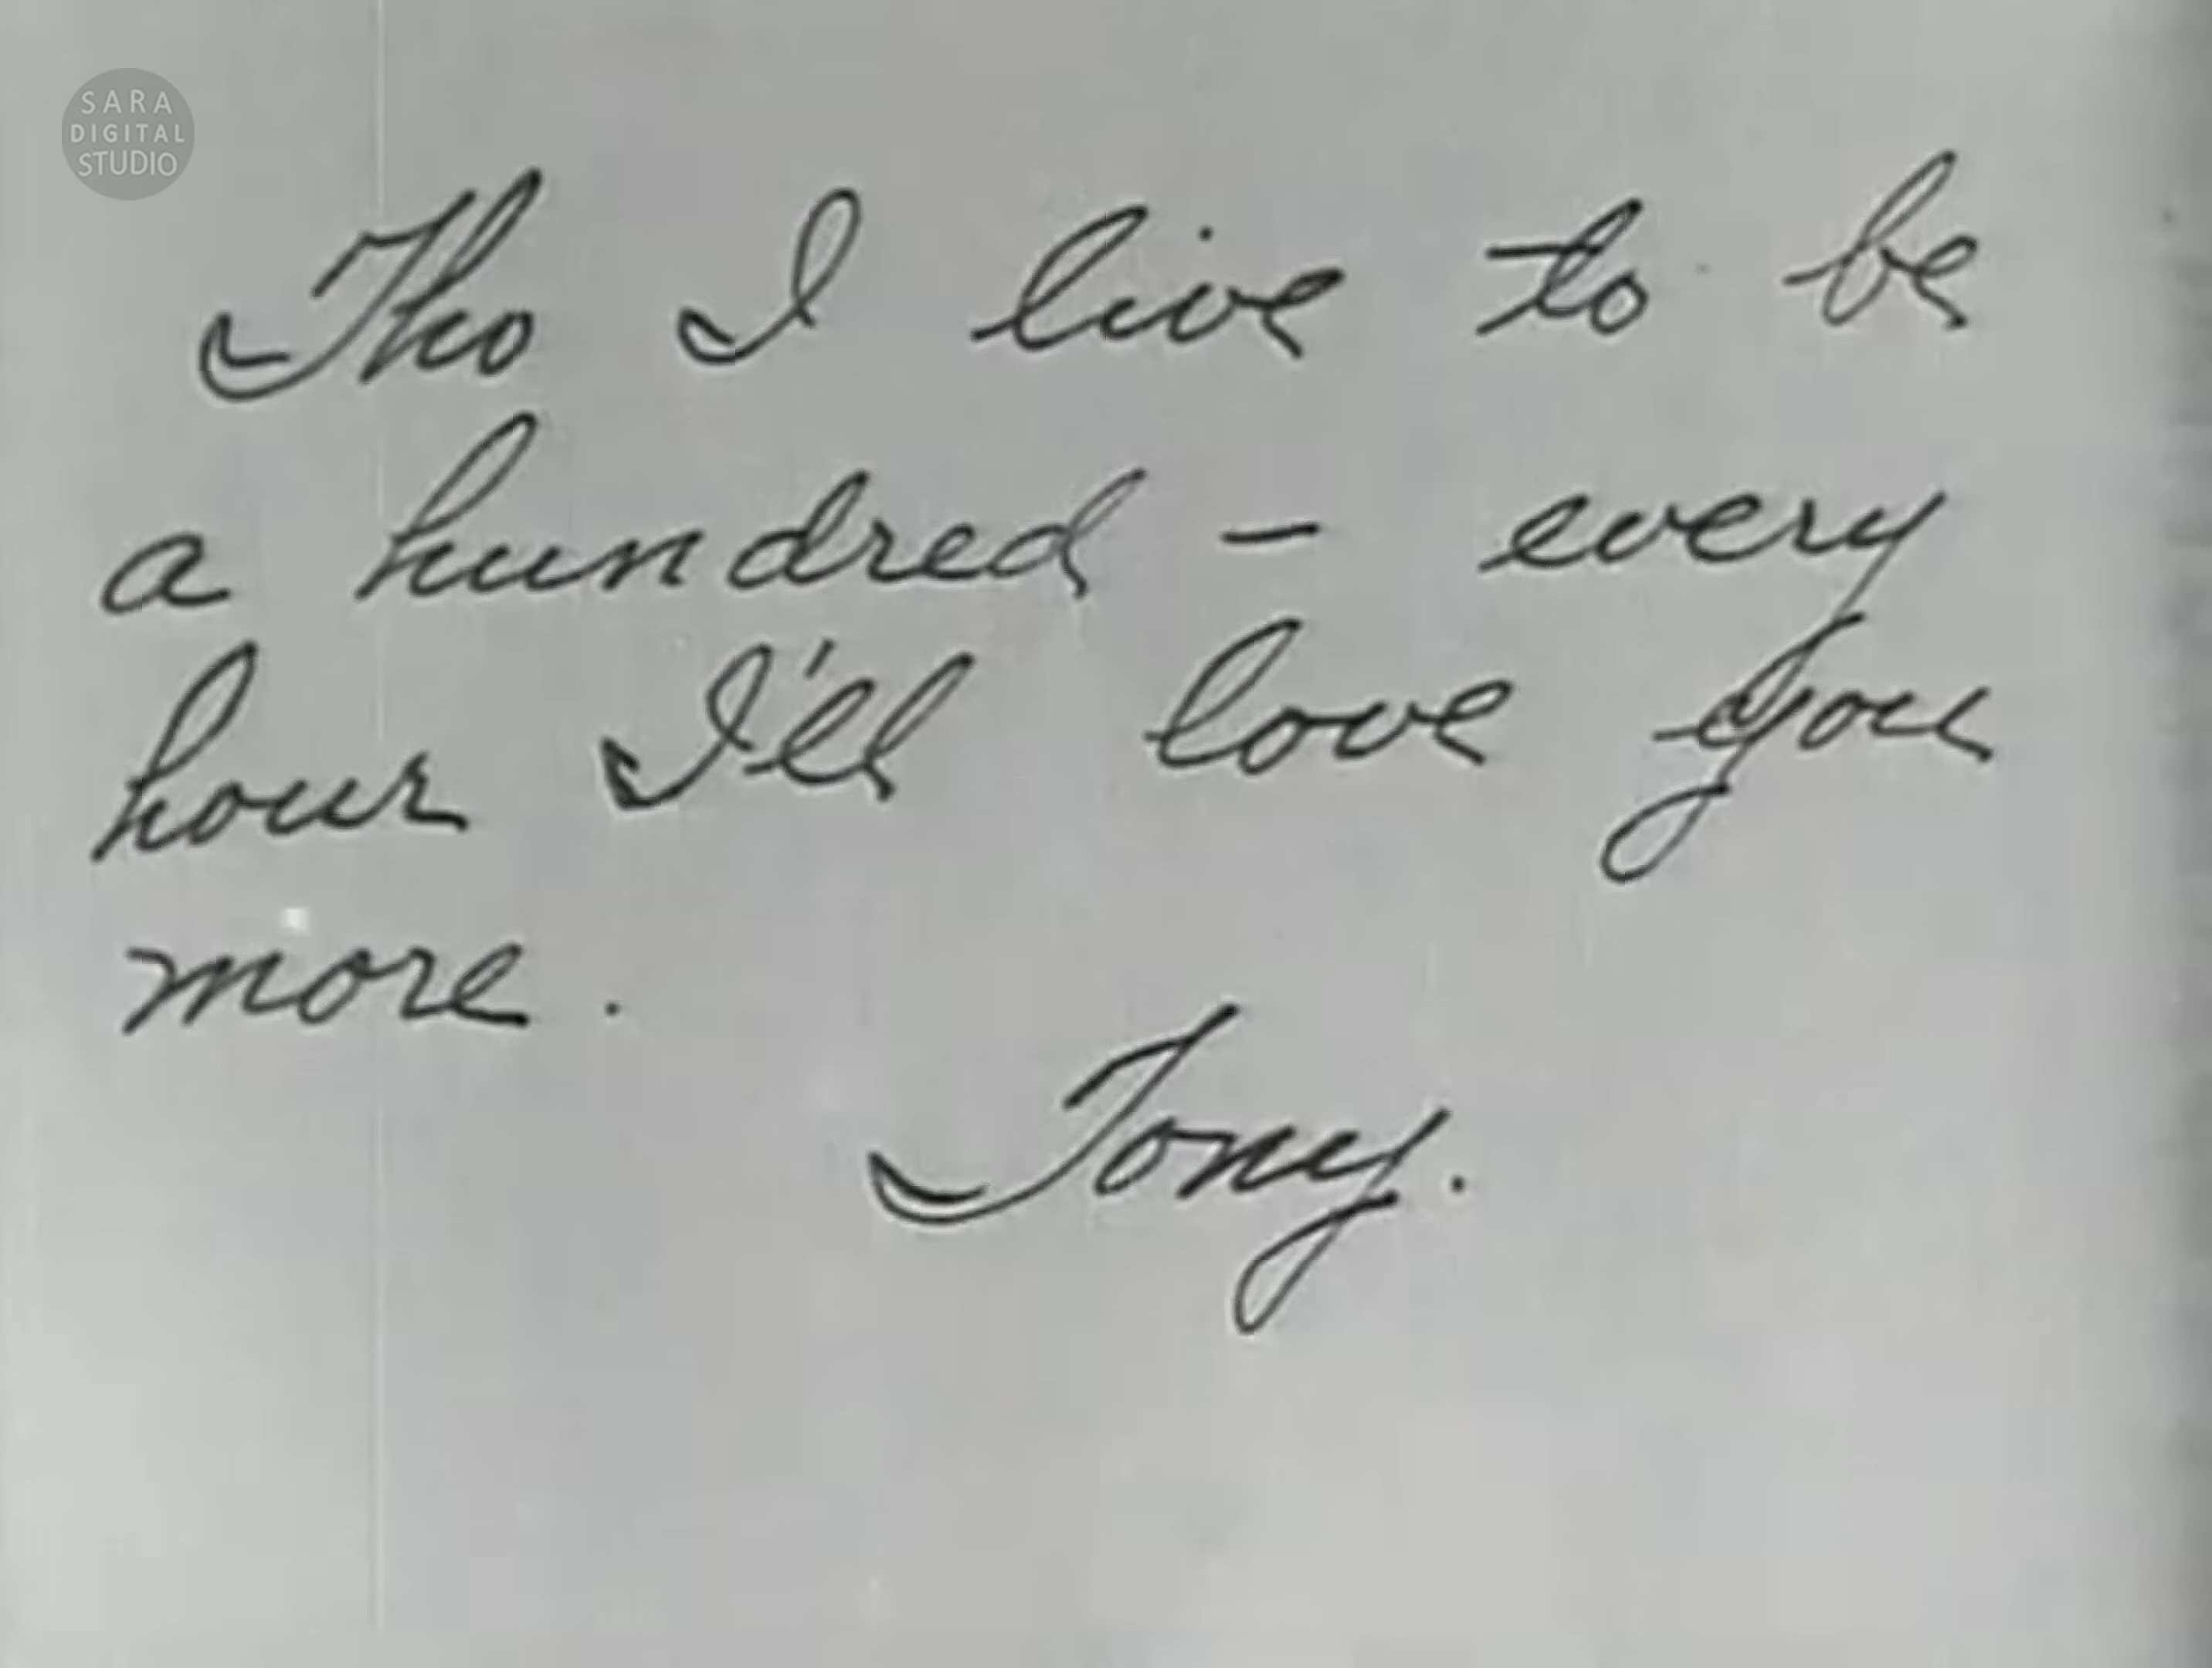 SARA
DIGITAL
STUDIO
Tho I live to be
a hundred - every
hour I'll love you
more.
Tony.